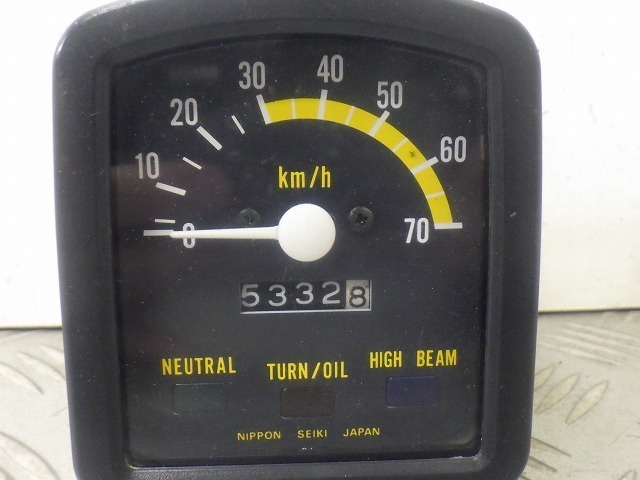 30 40
20 50
10 60
km/h
0 70
53328
NEUTRAL TURN/OIL HIGH BEAM
NIPPON SEIKI JAPAN